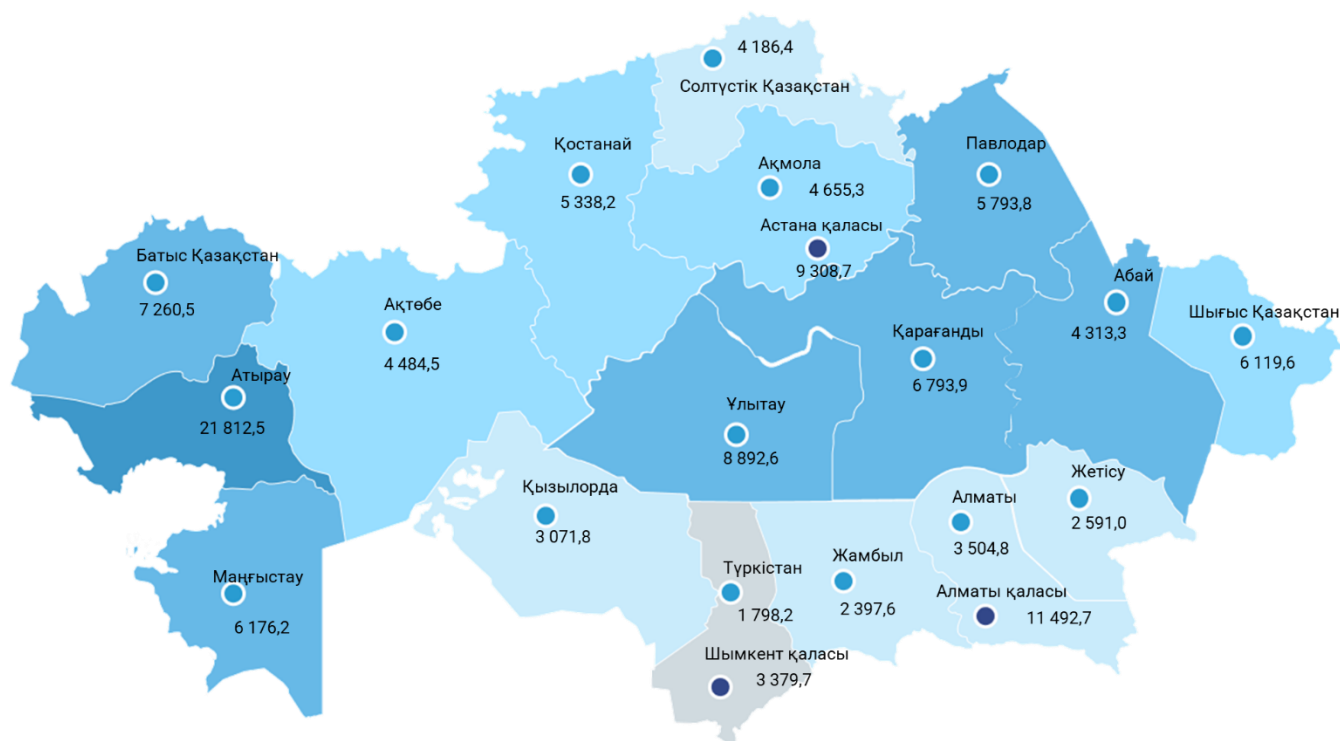 4 186,4
Солтүстік Қазақстан
Қостанай
5 338,2
Ақмола
4 655,3
Астана қаласы
9 308,7
Павлодар
5 793,8
Батыс Қазақстан
7 260,5
Ақтөбе
4 484,5
Абай
4 313,3
Шығыс Қазақстан
6 119,6
Қарағанды
6 793,9
Атырау
21 812,5
Ұлытау
8 892,6
Қызылорда
3 071,8
Алматы
3 504,8
Жетісу
2 591,0
Маңғыстау
6 176,2
Түркістан
1 798,2
Жамбыл
2 397,6
Алматы қаласы
11 492,7
Шымкент қаласы
3 379,7